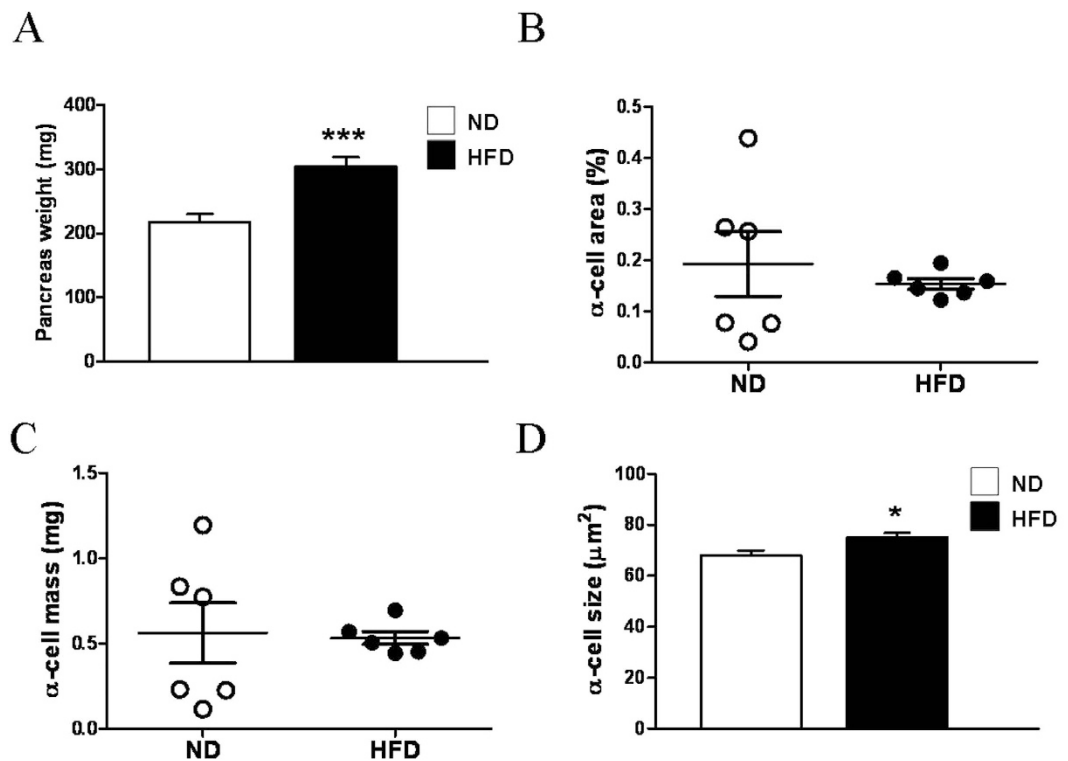 A
Pancreas weight (mg)
400
300
200
100
0
***
ND
HFD
B
α-cell area (%)
0.5
0.4
0.3
0.2
0.1
0.0
ND
HFD
C
α-cell mass (mg)
1.5
1.0
0.5
0.0
ND
HFD
D
α-cell size (μm²)
100
80
60
40
20
0
*
ND
HFD